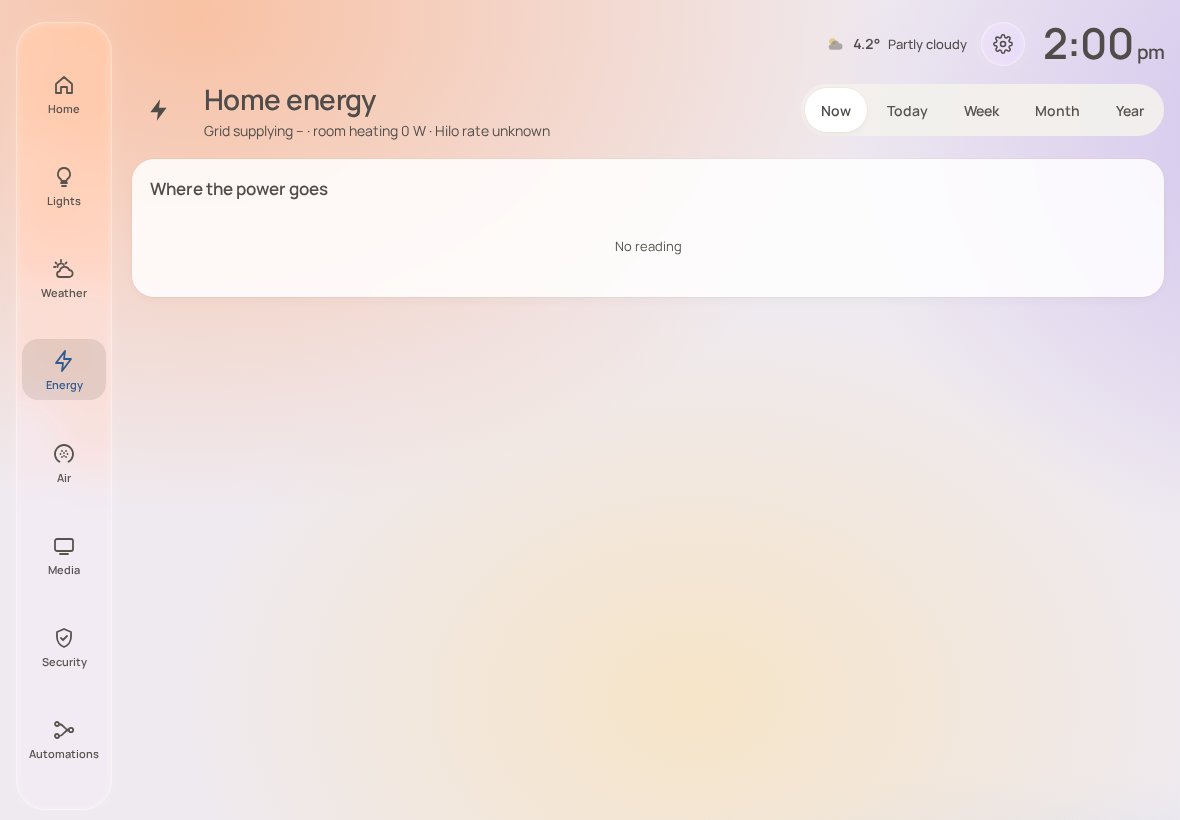 4.2° Partly cloudy
2:00 pm
Home
Lights
Weather
Energy
Air
Media
Security
Automations
Home energy
Grid supplying – · room heating 0 W · Hilo rate unknown
Now Today Week Month Year
Where the power goes
No reading